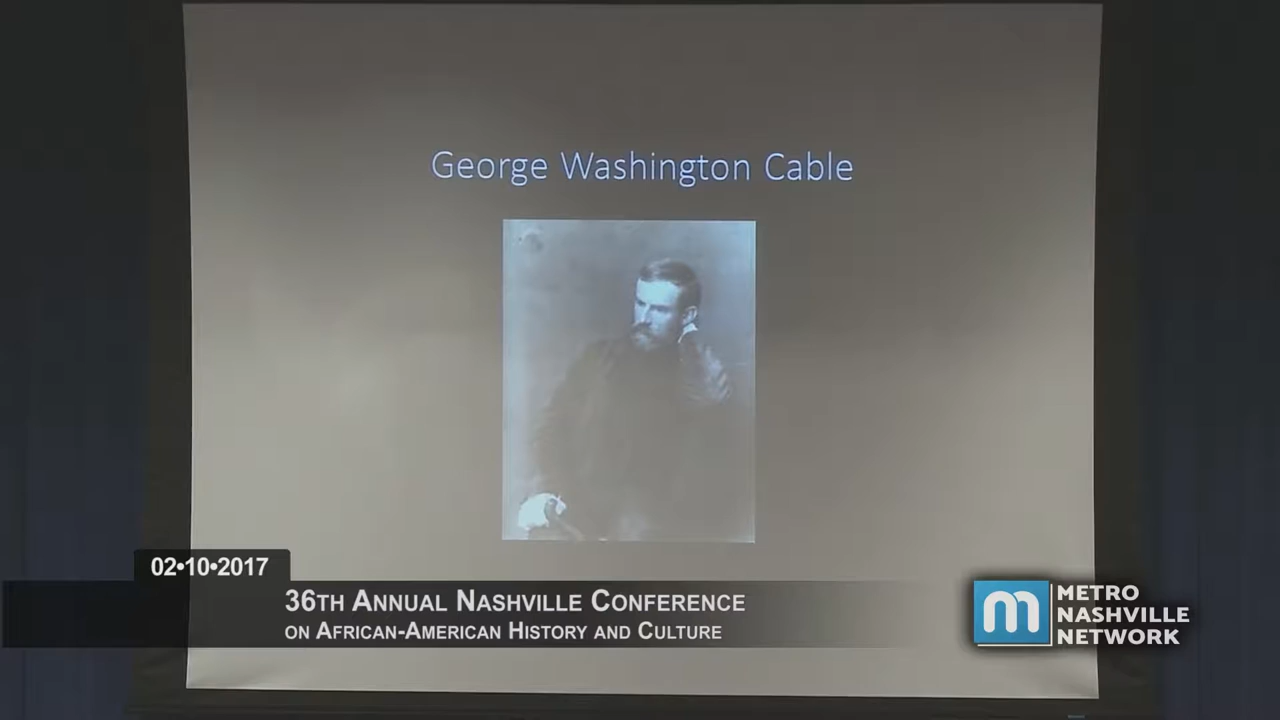 George Washington Cable
02•10•2017
36TH ANNUAL NASHVILLE CONFERENCE
ON AFRICAN-AMERICAN HISTORY AND CULTURE
m METRO
NASHVILLE
NETWORK